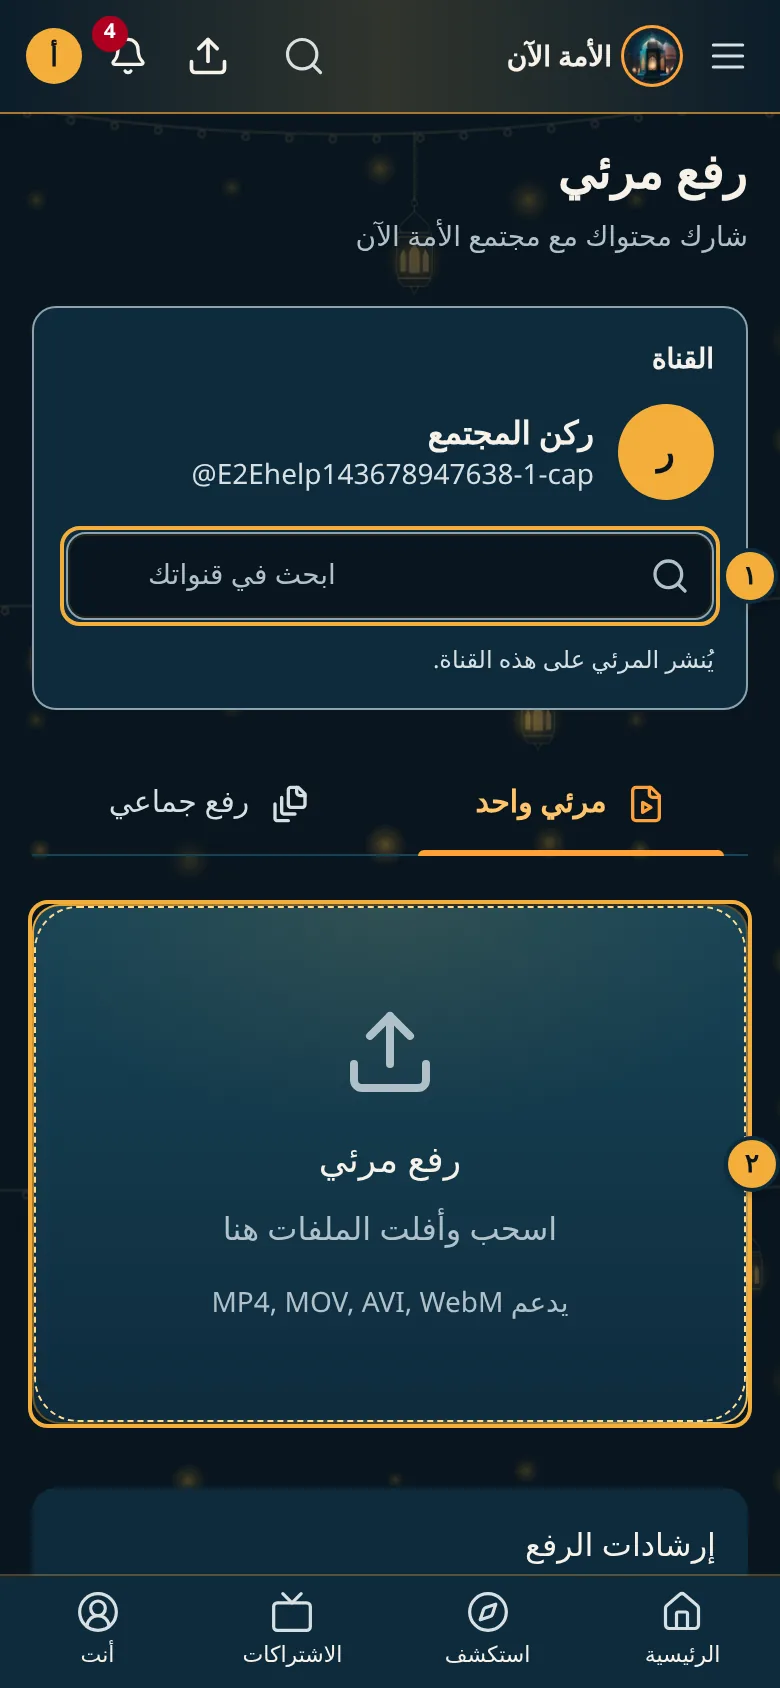 الأمة الآن
4
أ
رفع مرئي
شارك محتواك مع مجتمع الأمة الآن
القناة
ر
ركن المجتمع
@E2Ehelp143678947638-1-cap
ابحث في قنواتك
١
يُنشر المرئي على هذه القناة.
مرئي واحد
رفع جماعي
٢
رفع مرئي
اسحب وأفلت الملفات هنا
يدعم MP4, MOV, AVI, WebM
إرشادات الرفع
الرئيسية
استكشف
الاشتراكات
أنت